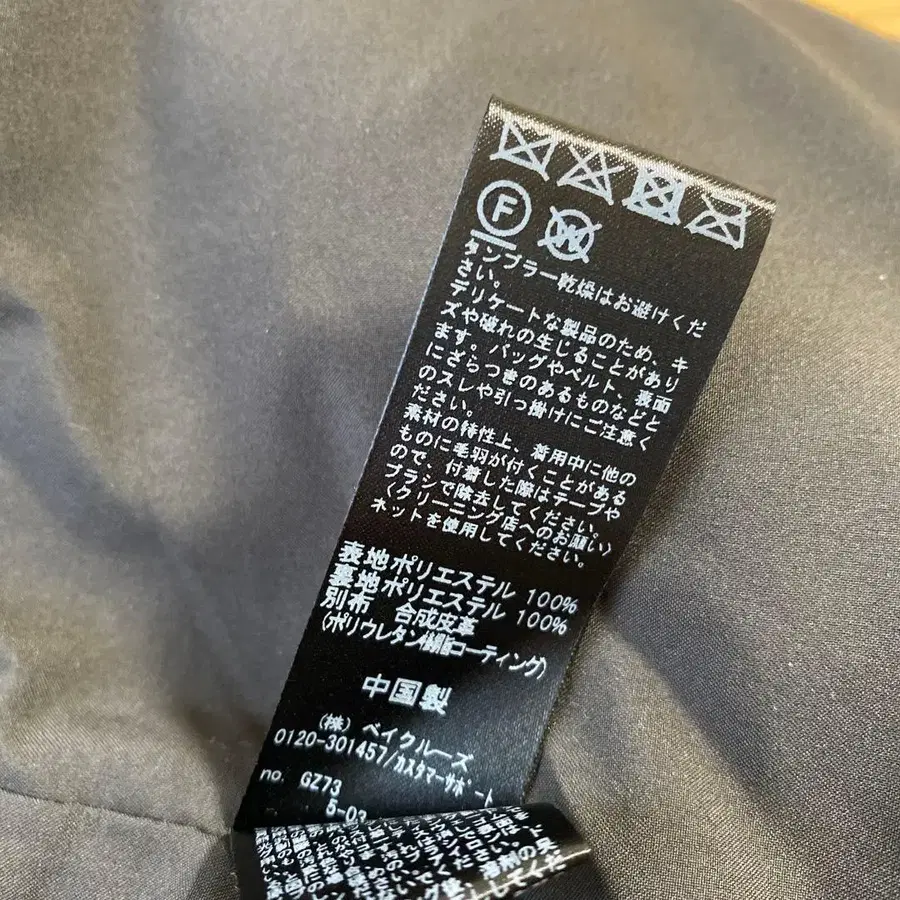 F
W
タンブラー乾燥はお避けくだ
さい。
デリケートな製品のため、キ
ズや破れの生じることがあり
ます。バッグやベルト、表面
にざらつきのあるものなどと
のスレや引っ掛けにご注意く
ださい。
素材の特性上、着用中に他の
ものに毛羽が付くことがある
ので、付着した際はテープや
ブラシで除去してください。
〈クリーニング店へのお願い〉
ネットを使用してください。
表地ポリエステル 100%
裏地ポリエステル 100%
別布 合成皮革
(ポリウレタン樹脂コーティング)
中国製
(株) ベイクルーズ
0120-301457/カスタマーサポート
no. GZ73
5-03